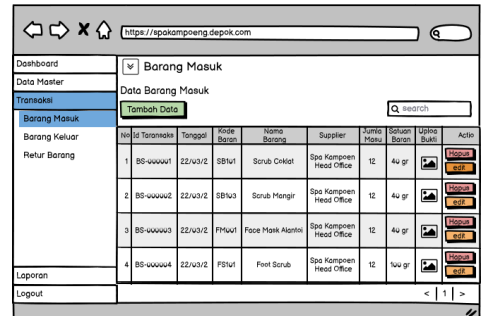 https://spakampoeng.depok.com
Dashboard
Data Master
Transaksi
Barang Masuk
Barang Keluar
Retur Barang
Laporan
Logout
Barang Masuk
Data Barang Masuk
Tambah Data
search
No Id Taransaks Tanggal Kode Baran Nama Barang Supplier Jumla Masu Satuan Baran Uploa Bukti Actio
1 BS-000001 22/03/2 SB101 Scrub Coklat Spa Kampoen Head Office 12 40 gr Hapus edit
2 BS-000002 22/03/2 SB103 Scrub Mangir Spa Kampoen Head Office 12 40 gr Hapus edit
3 BS-000003 22/03/2 FM001 Face Mask Alantoi Spa Kampoen Head Office 12 40 gr Hapus edit
4 BS-000004 22/03/2 FS101 Foot Scrub Spa Kampoen Head Office 12 100 gr Hapus edit
< | 1 | >